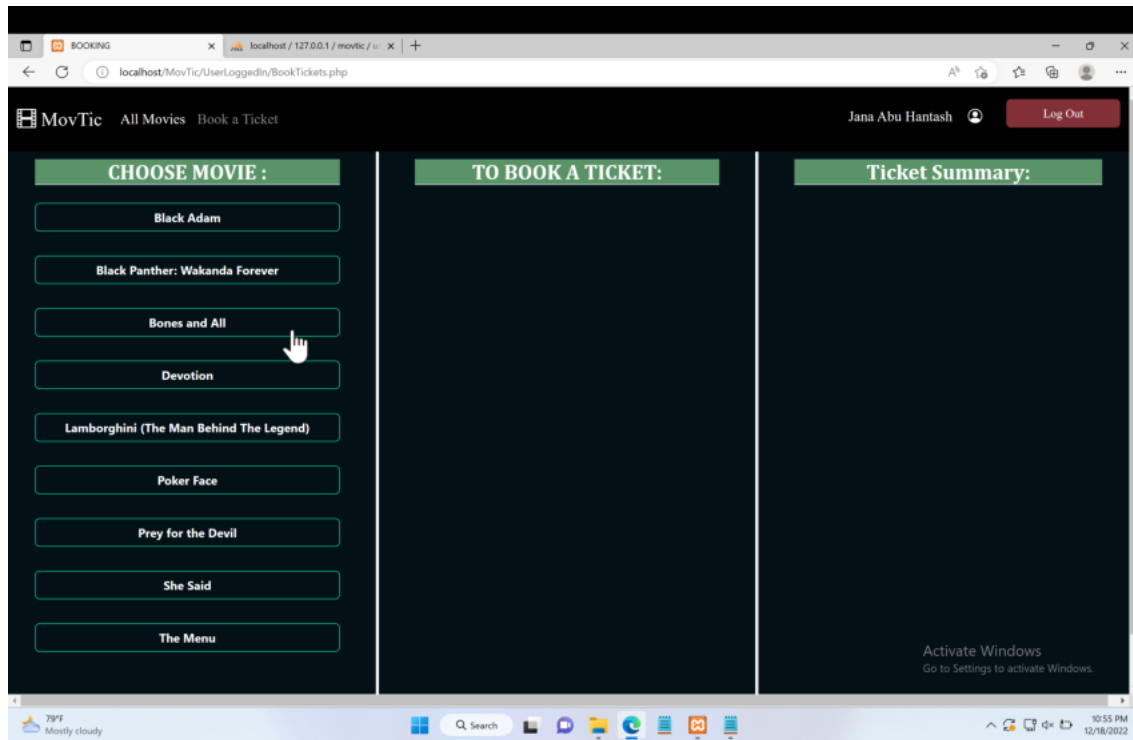 BOOKING
localhost / 127.0.0.1 / movtic / u
localhost/MovTic/UserLoggedIn/BookTickets.php
MovTic All Movies Book a Ticket
Jana Abu Hantash
Log Out
CHOOSE MOVIE :
Black Adam
Black Panther: Wakanda Forever
Bones and All
Devotion
Lamborghini (The Man Behind The Legend)
Poker Face
Prey for the Devil
She Said
The Menu
TO BOOK A TICKET:
Ticket Summary:
Activate Windows
Go to Settings to activate Windows.
79°F
Mostly cloudy
Search
10:55 PM
12/18/2022